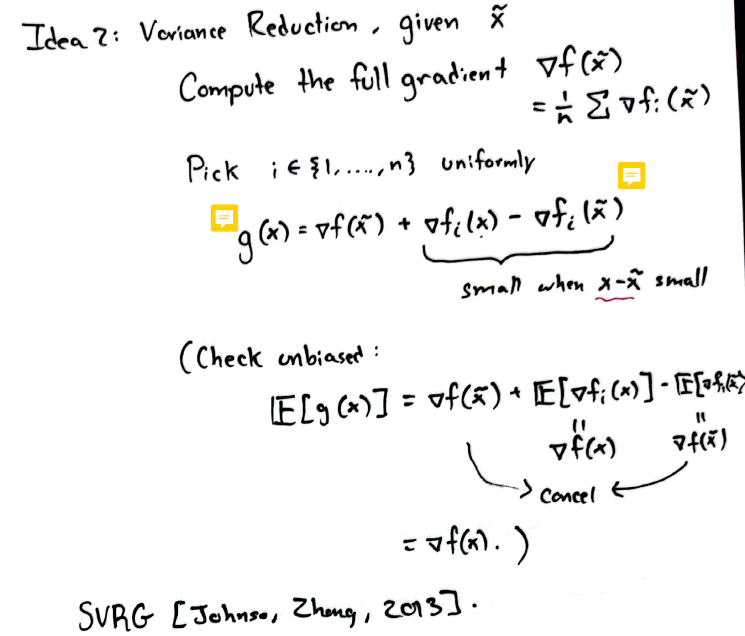 Idea 2: Variance Reduction, given x̃
Compute the full gradient ∇f(x̃)
= 1/n Σ ∇fᵢ(x̃)
Pick i ∈ {1,....,n} uniformly
g(x) = ∇f(x̃) + ∇fᵢ(x) - ∇fᵢ(x̃)
small when x-x̃ small
(Check unbiased:
𝔼[g(x)] = ∇f(x̃) + 𝔼[∇fᵢ(x)] - 𝔼[∇fᵢ(x̃)
= =
∇f(x) ∇f(x̃)
Cancel
= ∇f(x). )
SVRG [Johnso, Zhang, 2013].